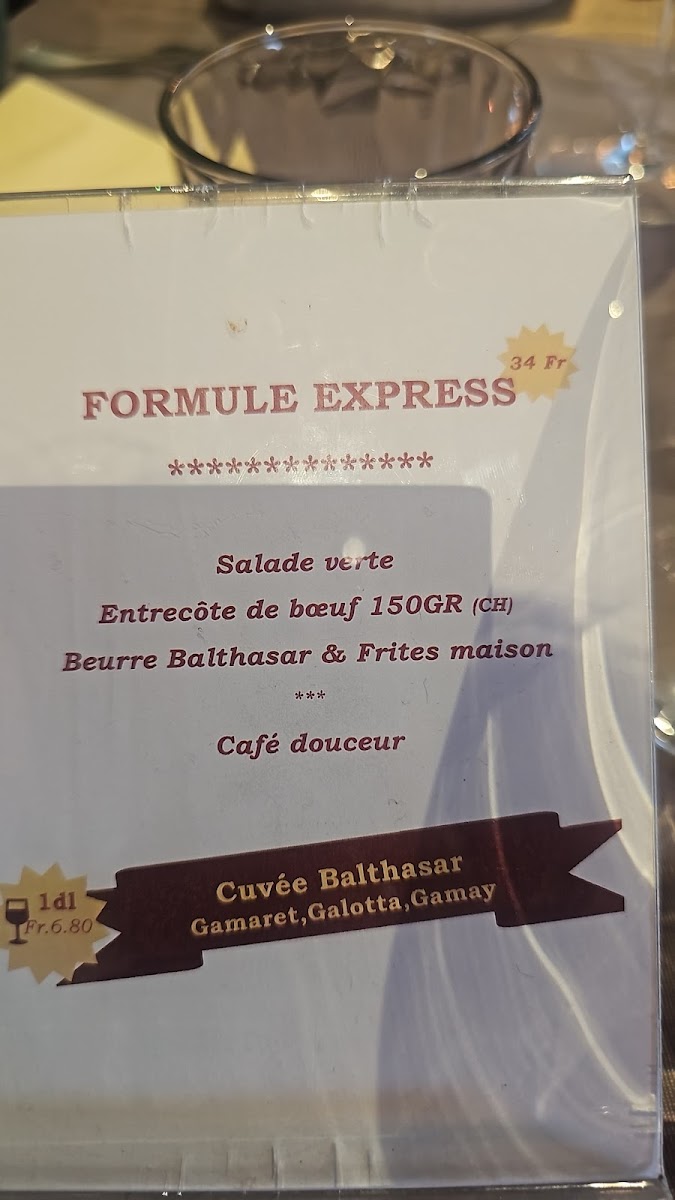 34 Fr
FORMULE EXPRESS
**************
Salade verte
Entrecôte de bœuf 150GR (CH)
Beurre Balthasar & Frites maison
***
Café douceur
Cuvée Balthasar
Gamaret,Galotta,Gamay
1dl
Fr.6.80